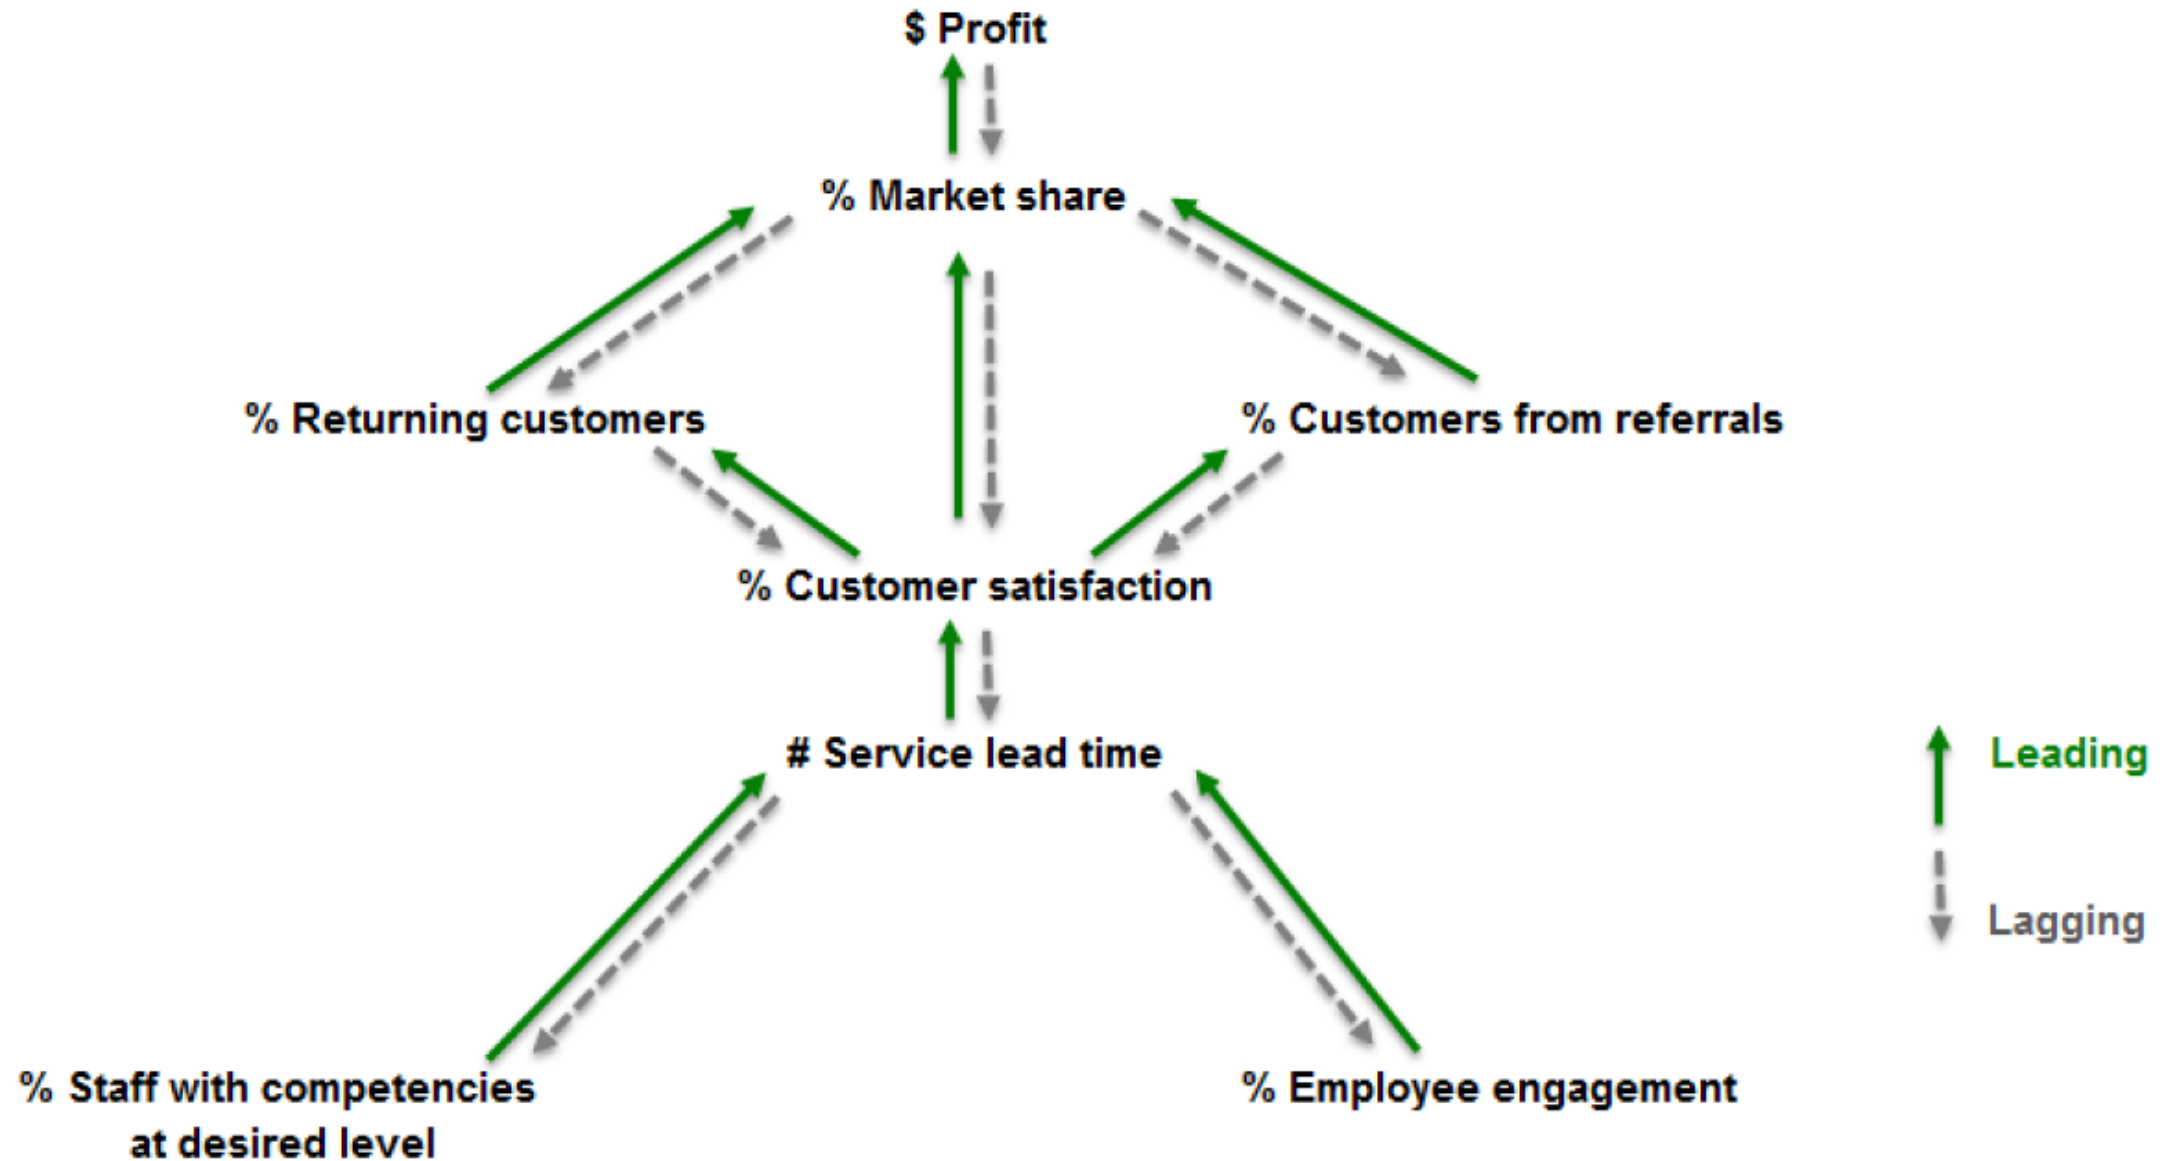 $ Profit
% Market share
% Returning customers
% Customers from referrals
% Customer satisfaction
# Service lead time
Leading
Lagging
% Staff with competencies
at desired level
% Employee engagement